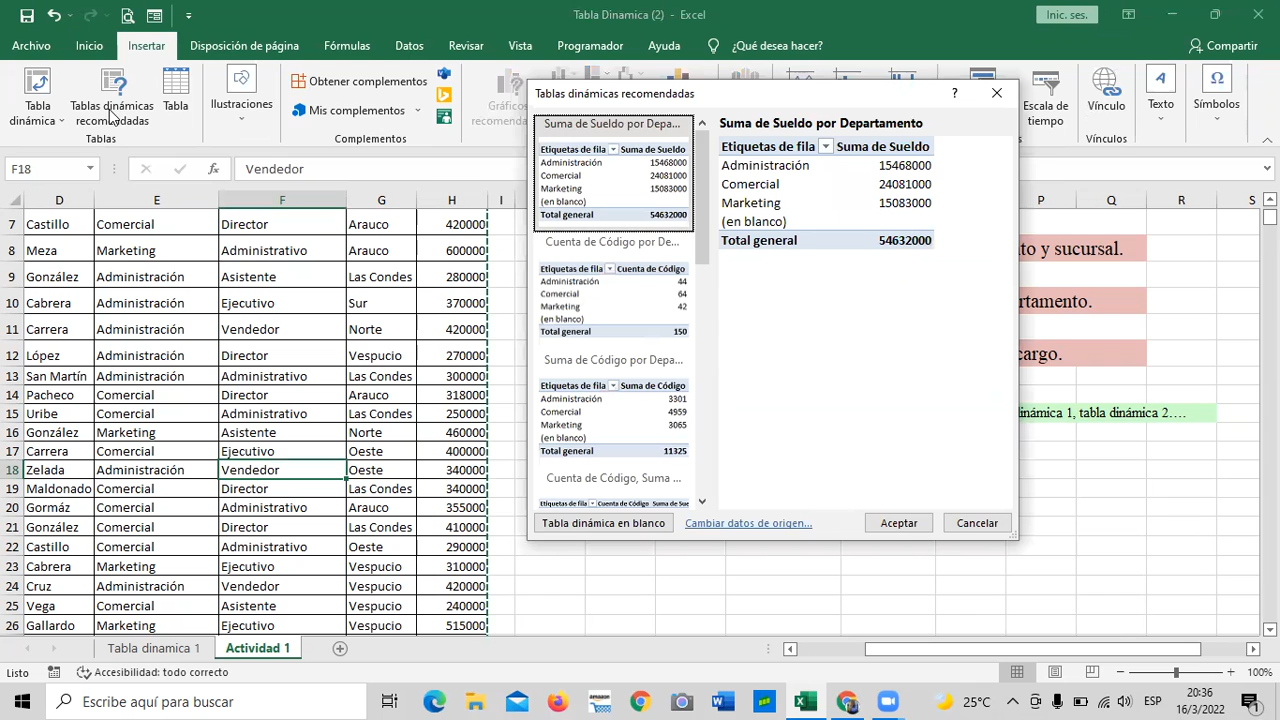 Tabla Dinamica (2) - Excel
Inic. ses.
Archivo Inicio Insertar Disposición de página Fórmulas Datos Revisar Vista Programador Ayuda ¿Qué desea hacer? Compartir
Tabla dinámica
Tablas dinámicas recomendadas
Tabla
Tablas
Ilustraciones
Obtener complementos
Mis complementos
Complementos
Gráficos
Escala de tiempo
Vínculo
Vínculos
Texto
Símbolos
F18 fx Vendedor
D E F G H I P Q R S
7 Castillo Comercial Director Arauco 420000
8 Meza Marketing Administrativo Arauco 600000
9 González Administración Asistente Las Condes 280000
10 Cabrera Administración Ejecutivo Sur 370000
11 Carrera Administración Vendedor Norte 420000
12 López Administración Director Vespucio 270000
13 San Martín Administración Administrativo Las Condes 300000
14 Pacheco Comercial Director Arauco 318000
15 Uribe Comercial Administrativo Las Condes 250000
16 González Marketing Asistente Norte 460000
17 Carrera Comercial Ejecutivo Oeste 400000
18 Zelada Administración Vendedor Oeste 340000
19 Maldonado Comercial Director Las Condes 340000
20 Gormáz Comercial Administrativo Arauco 355000
21 González Comercial Director Las Condes 410000
22 Castillo Comercial Administrativo Oeste 290000
23 Cabrera Marketing Ejecutivo Vespucio 310000
24 Cruz Administración Vendedor Vespucio 420000
25 Vega Comercial Asistente Vespucio 240000
26 Gallardo Marketing Ejecutivo Vespucio 515000
Tablas dinámicas recomendadas ?
Suma de Sueldo por Depa...
Etiquetas de fila Suma de Sueldo
Administración 15468000
Comercial 24081000
Marketing 15083000
(en blanco)
Total general 54632000
Cuenta de Código por De...
Etiquetas de fila Cuenta de Código
Administración 44
Comercial 64
Marketing 42
(en blanco)
Total general 150
Suma de Código por Depa...
Etiquetas de fila Suma de Código
Administración 3301
Comercial 4959
Marketing 3065
(en blanco)
Total general 11325
Cuenta de Código, Suma ...
Etiquetas de fila Cuenta de Código Suma de Sue
Suma de Sueldo por Departamento
Etiquetas de fila Suma de Sueldo
Administración 15468000
Comercial 24081000
Marketing 15083000
(en blanco)
Total general 54632000
Tabla dinámica en blanco Cambiar datos de origen... Aceptar Cancelar
to y sucursal.
artamento.
cargo.
dinámica 1, tabla dinámica 2….
Tabla dinamica 1 Actividad 1
Listo Accesibilidad: todo correcto 100%
Escribe aquí para buscar
25°C ESP
20:36
16/3/2022